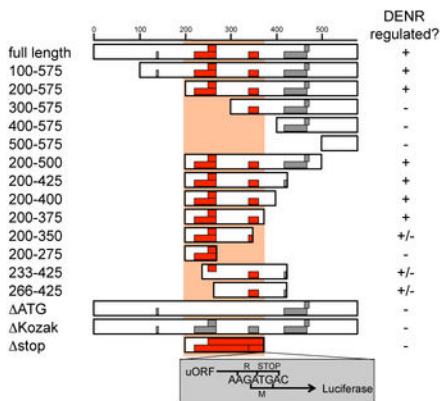 DENR
regulated?
0 100 200 300 400 500
full length +
100-575 +
200-575 +
300-575 -
400-575 -
500-575 -
200-500 +
200-425 +
200-400 +
200-375 +
200-350 +/-
200-275 -
233-425 +/-
266-425 +/-
ΔATG -
ΔKozak -
Δstop -
R STOP
uORF
AAGATGAC
M Luciferase